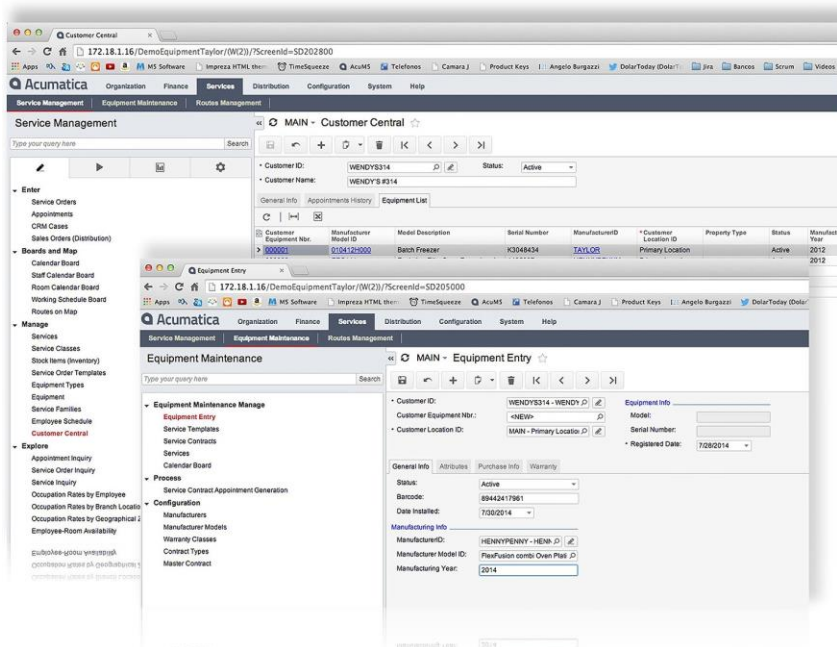 Customer Central
172.18.1.16/DemoEquipmentTaylor/(W(2))/?ScreenId=SD202800
Apps MS Software Impreza HTML them TimeSqueeze AcuMS Telefonos Camara J Product Keys Angelo Burgazzi DolarToday (DolarT Jira Bancos Scrum Videos
Acumatica Organization Finance Services Distribution Configuration System Help
Service Management Equipment Maintenance Routes Management
Service Management
MAIN - Customer Central
Type your query here Search
Customer ID: WENDYS314 Status: Active
Customer Name: WENDY'S #314
General Info Appointments History Equipment List
Enter
Service Orders
Appointments
CRM Cases
Sales Orders (Distribution)
Boards and Map
Calendar Board
Staff Calendar Board
Room Calendar Board
Working Schedule Board
Routes on Map
Manage
Services
Service Classes
Stock Items (Inventory)
Service Order Templates
Equipment Types
Equipment
Service Families
Employee Schedule
Customer Central
Explore
Appointment Inquiry
Service Order Inquiry
Service Inquiry
Occupation Rates by Employee
Occupation Rates by Branch Locatio
Occupation Rates by Geographical Z
Employee-Room Availability
Customer Equipment Nbr. Manufacturer Model ID Model Description Serial Number ManufacturerID *Customer Location ID Property Type Status Manufact Year
000001 010412H000 Batch Freezer K3048434 TAYLOR Primary Location Active 2012
2012
Equipment Entry
172.18.1.16/DemoEquipmentTaylor/(W(2))/?ScreenId=SD205000
Apps MS Software Impreza HTML them TimeSqueeze AcuMS Telefonos Camara J Product Keys Angelo Burgazzi DolarToday (Dolar
Acumatica Organization Finance Services Distribution Configuration System Help
Service Management Equipment Maintenance Routes Management
Equipment Maintenance
MAIN - Equipment Entry
Type your query here Search
Equipment Maintenance Manage
Equipment Entry
Service Templates
Service Contracts
Services
Calendar Board
Process
Service Contract Appointment Generation
Configuration
Manufacturers
Manufacturer Models
Warranty Classes
Contract Types
Master Contract
Customer ID: WENDYS314 - WENDY
Customer Equipment Nbr.: <NEW>
Customer Location ID: MAIN - Primary Locatio
Equipment Info
Model:
Serial Number:
Registered Date: 7/28/2014
General Info Attributes Purchase Info Warranty
Status: Active
Barcode: 89442417961
Date Installed: 7/30/2014
Manufacturing Info
ManufacturerID: HENNYPENNY - HENN
Manufacturer Model ID: FlexFusion combi Oven Plati
Manufacturing Year: 2014